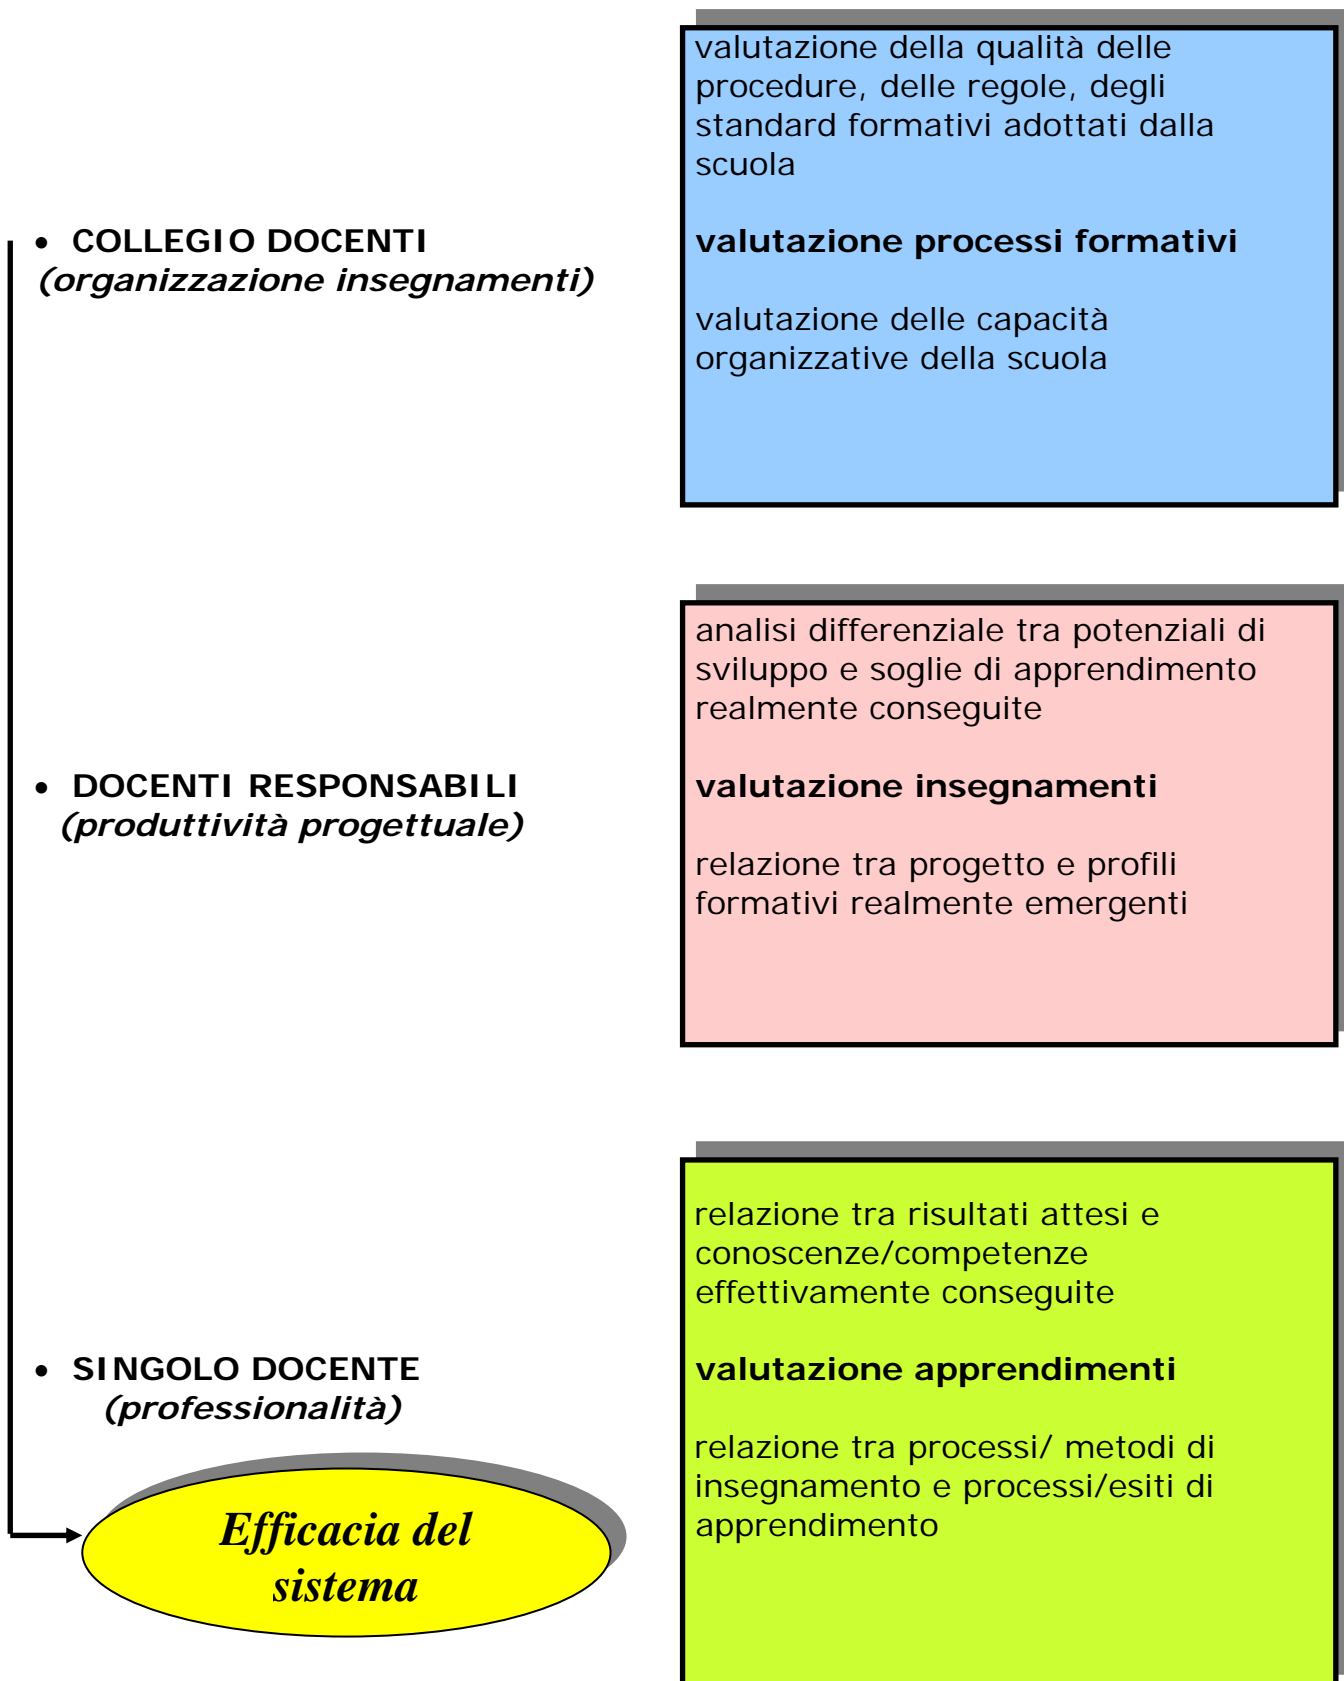 valutazione della qualità delle
procedure, delle regole, degli
standard formativi adottati dalla
scuola
• COLLEGIO DOCENTI
(organizzazione insegnamenti)
valutazione processi formativi
valutazione delle capacità
organizzative della scuola
analisi differenziale tra potenziali di
sviluppo e soglie di apprendimento
realmente conseguite
• DOCENTI RESPONSABILI
(produttività progettuale)
valutazione insegnamenti
relazione tra progetto e profili
formativi realmente emergenti
relazione tra risultati attesi e
conoscenze/competenze
effettivamente conseguite
• SINGOLO DOCENTE
(professionalità)
valutazione apprendimenti
relazione tra processi/ metodi di
insegnamento e processi/esiti di
apprendimento
Efficacia del
sistema